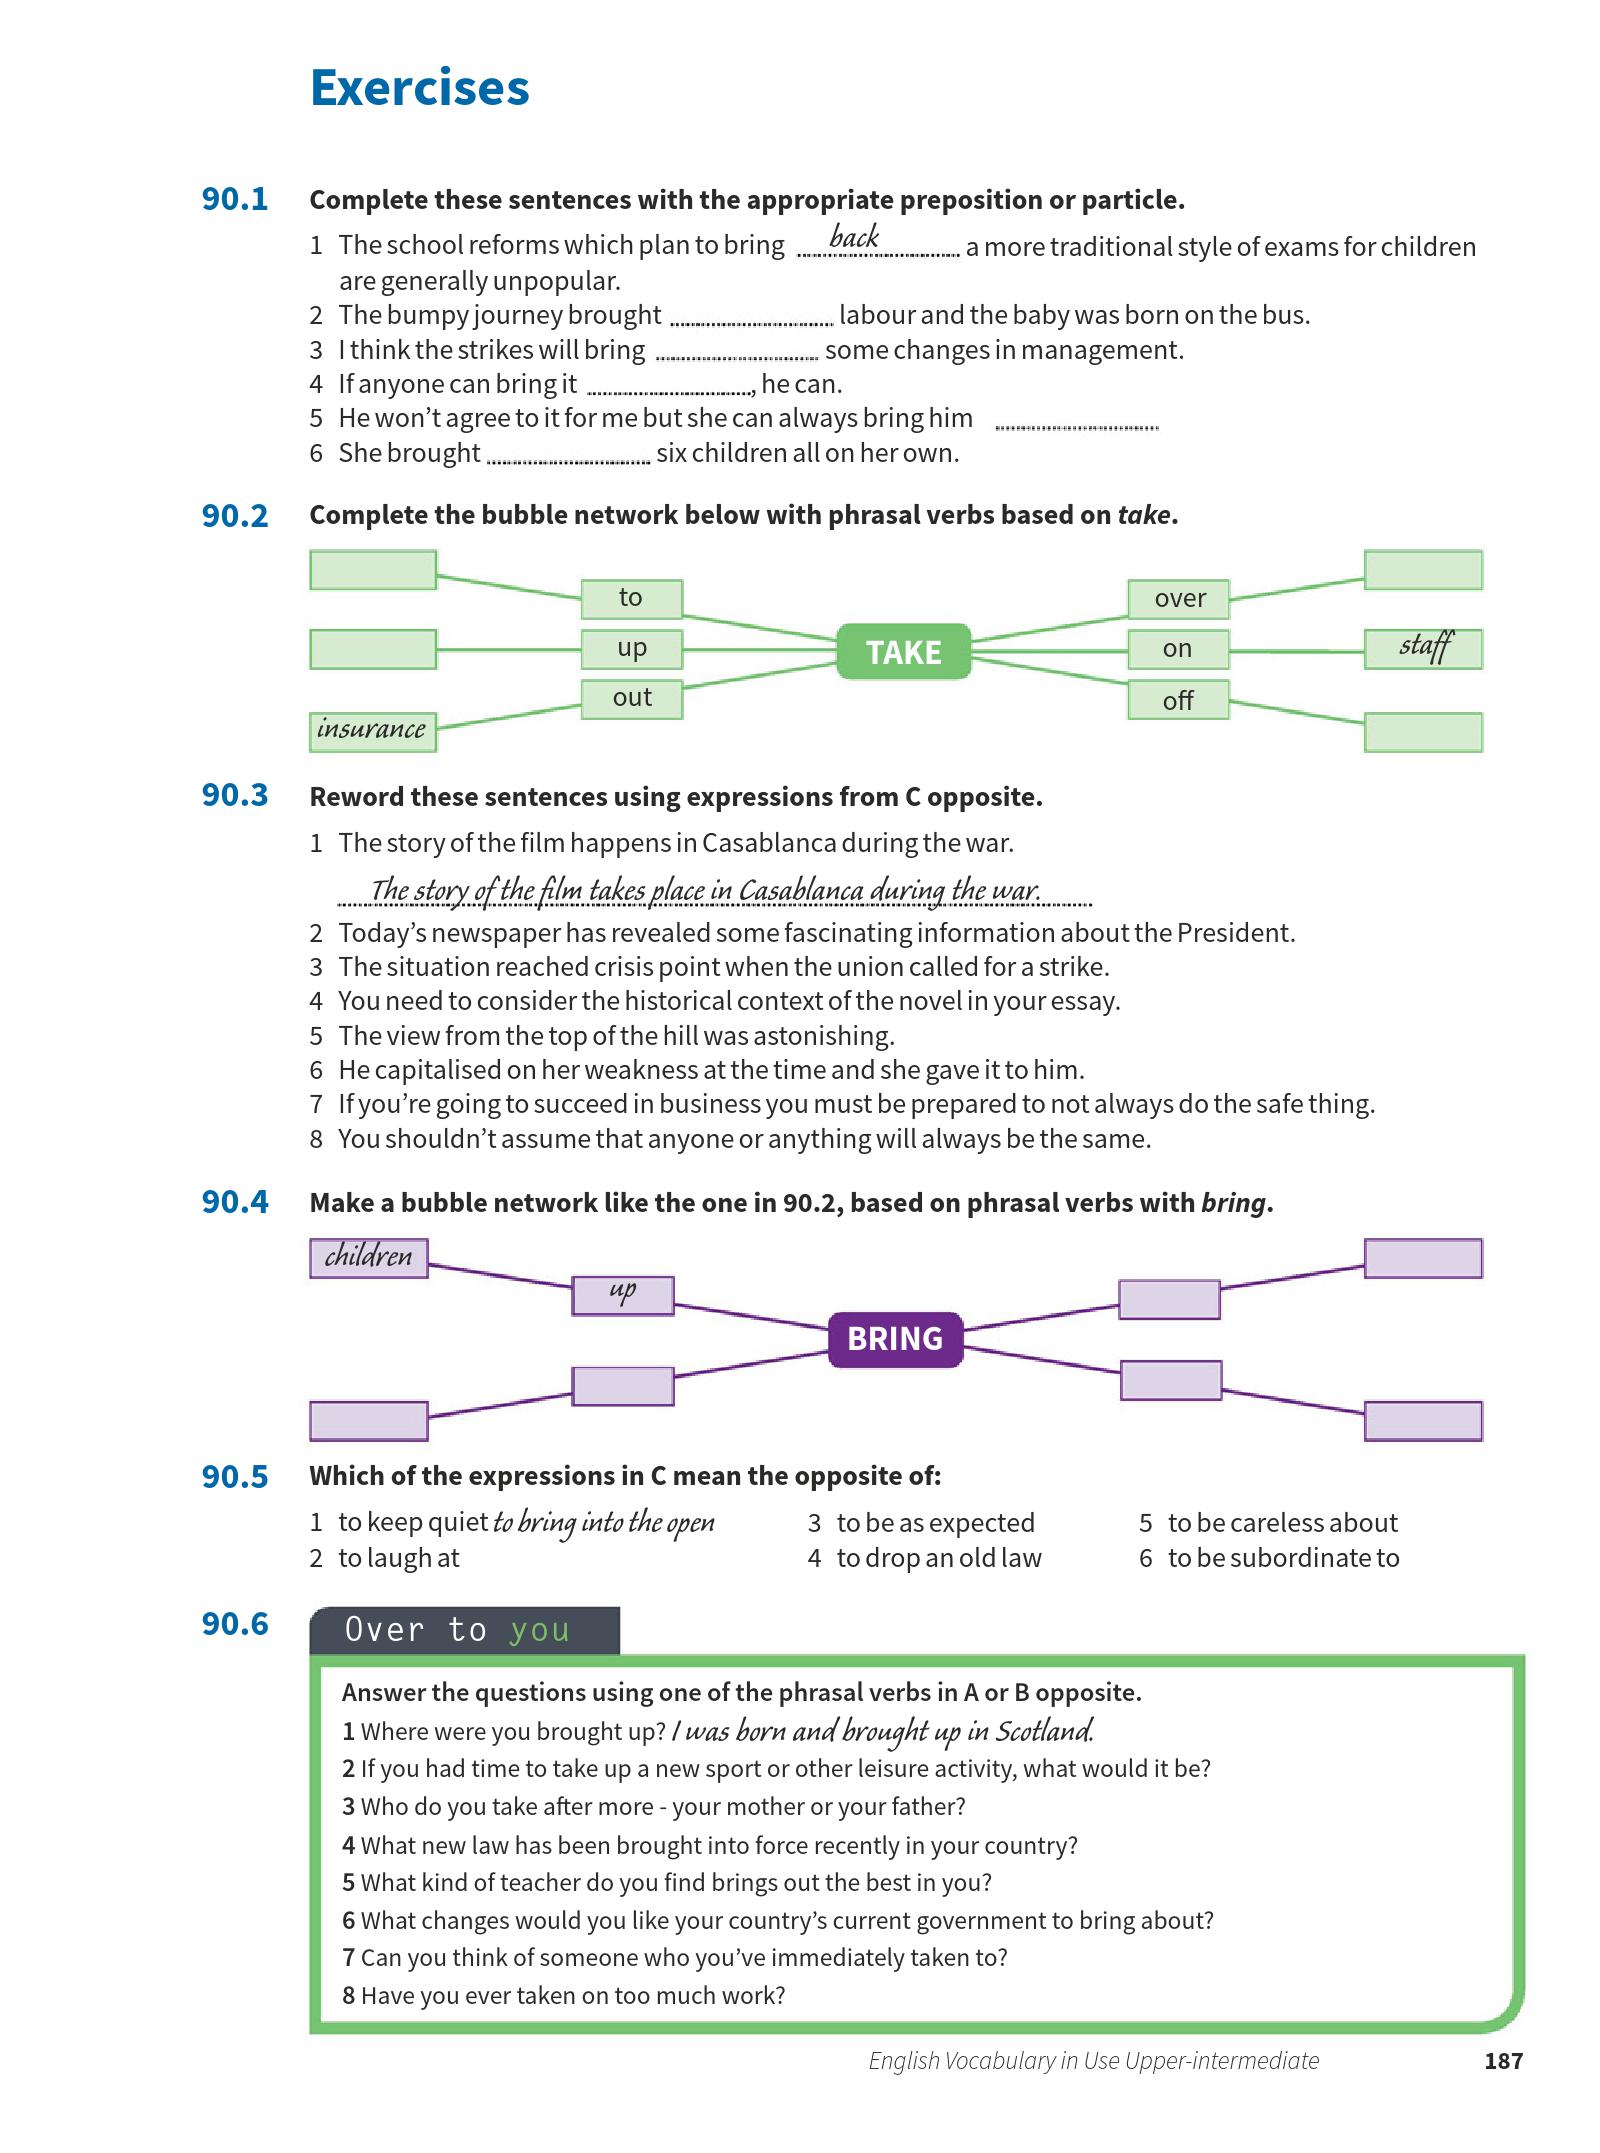 Exercises
90.1 Complete these sentences with the appropriate preposition or particle.
1 The school reforms which plan to bring back a more traditional style of exams for children
are generally unpopular.
2 The bumpy journey brought .................... labour and the baby was born on the bus.
3 I think the strikes will bring .................... some changes in management.
4 If anyone can bring it ...................., he can.
5 He won't agree to it for me but she can always bring him ....................
6 She brought .................... six children all on her own.
90.2 Complete the bubble network below with phrasal verbs based on take.
to over
up TAKE on staff
out off
insurance
90.3 Reword these sentences using expressions from C opposite.
1 The story of the film happens in Casablanca during the war.
The story of the film takes place in Casablanca during the war.
2 Today's newspaper has revealed some fascinating information about the President.
3 The situation reached crisis point when the union called for a strike.
4 You need to consider the historical context of the novel in your essay.
5 The view from the top of the hill was astonishing.
6 He capitalised on her weakness at the time and she gave it to him.
7 If you're going to succeed in business you must be prepared to not always do the safe thing.
8 You shouldn't assume that anyone or anything will always be the same.
90.4 Make a bubble network like the one in 90.2, based on phrasal verbs with bring.
children
up
BRING
90.5 Which of the expressions in C mean the opposite of:
1 to keep quiet to bring into the open 3 to be as expected 5 to be careless about
2 to laugh at 4 to drop an old law 6 to be subordinate to
90.6 Over to you
Answer the questions using one of the phrasal verbs in A or B opposite.
1 Where were you brought up? I was born and brought up in Scotland.
2 If you had time to take up a new sport or other leisure activity, what would it be?
3 Who do you take after more - your mother or your father?
4 What new law has been brought into force recently in your country?
5 What kind of teacher do you find brings out the best in you?
6 What changes would you like your country's current government to bring about?
7 Can you think of someone who you've immediately taken to?
8 Have you ever taken on too much work?
English Vocabulary in Use Upper-intermediate 187